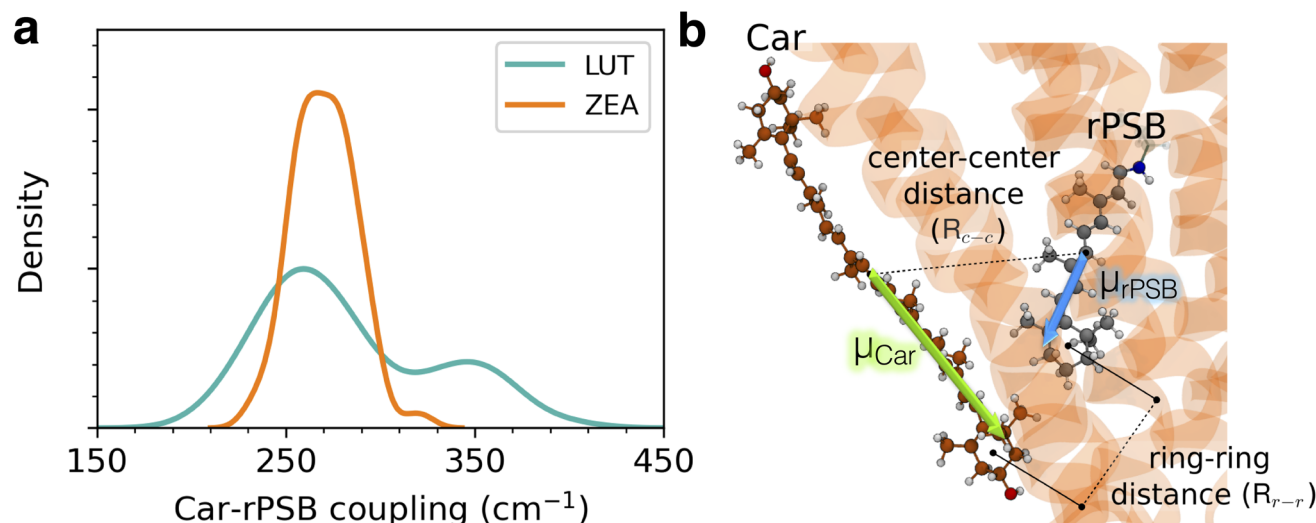 a
LUT
ZEA
Density
150
250
350
450
Car-rPSB coupling (cm⁻¹)
b
Car
rPSB
center-center
distance
(R꜀₋꜀)
μrPSB
μCar
ring-ring
distance (Rᵣ₋ᵣ)